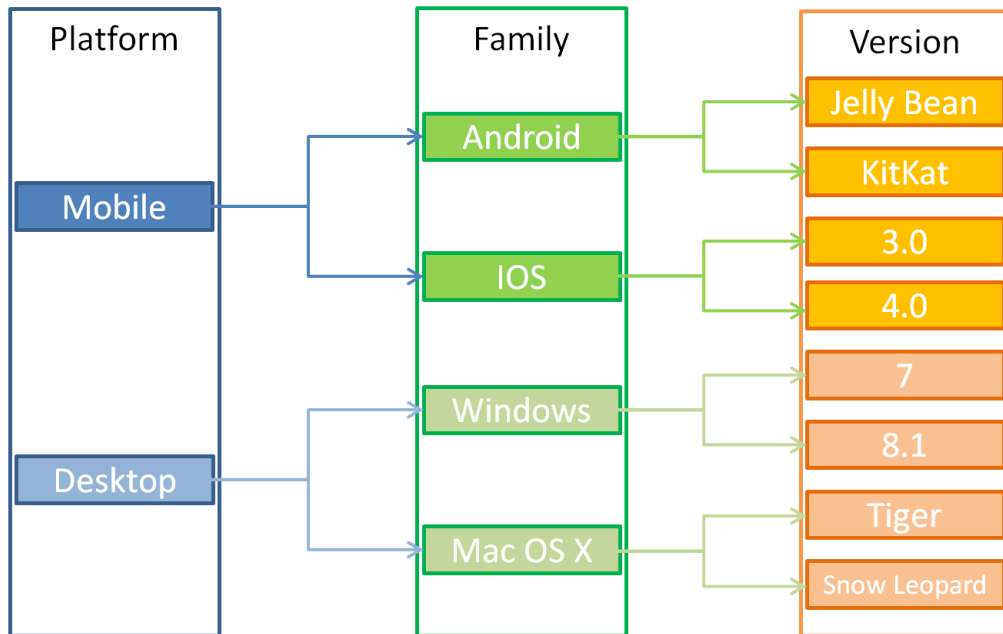 Platform
Mobile
Desktop
Family
Android
IOS
Windows
Mac OS X
Version
Jelly Bean
KitKat
3.0
4.0
7
8.1
Tiger
Snow Leopard